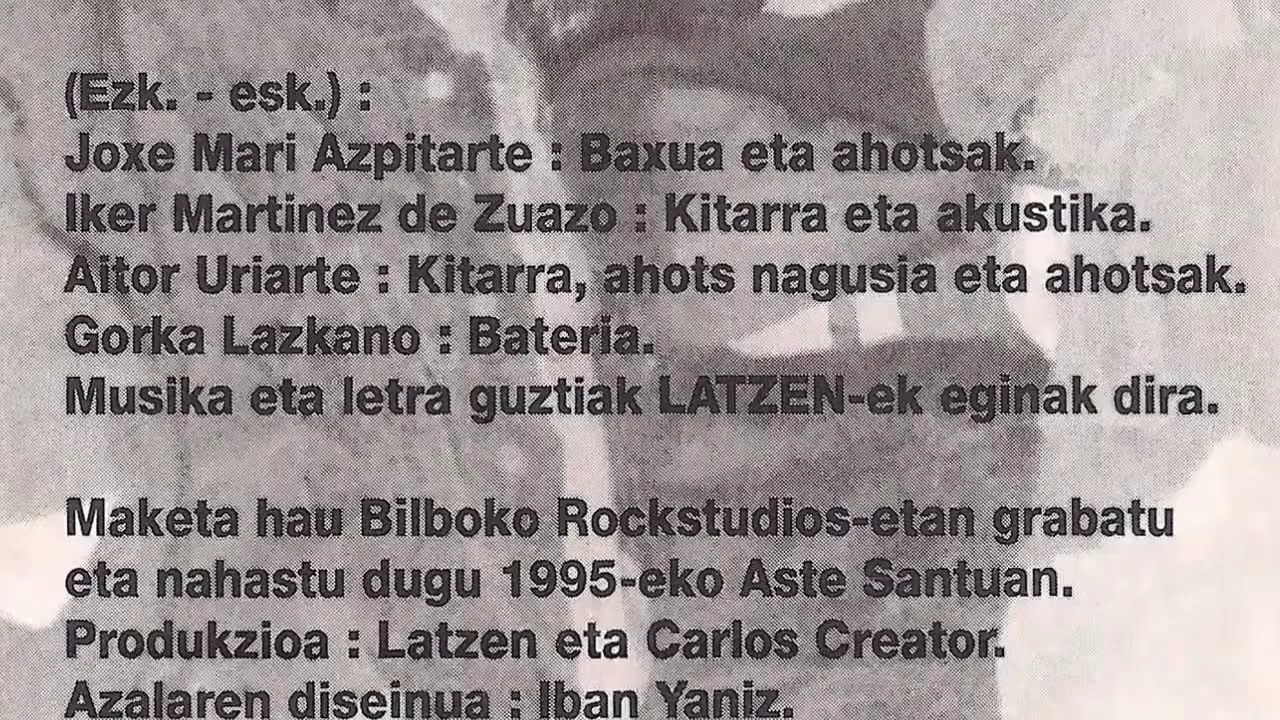 (Ezk. - esk.) :
Joxe Mari Azpitarte : Baxua eta ahotsak.
Iker Martinez de Zuazo : Kitarra eta akustika.
Aitor Uriarte : Kitarra, ahots nagusia eta ahotsak.
Gorka Lazkano : Bateria.
Musika eta letra guztiak LATZEN-ek eginak dira.
Maketa hau Bilboko Rockstudios-etan grabatu
eta nahastu dugu 1995-eko Aste Santuan.
Produkzioa : Latzen eta Carlos Creator.
Azalaren diseinua : Iban Yaniz.